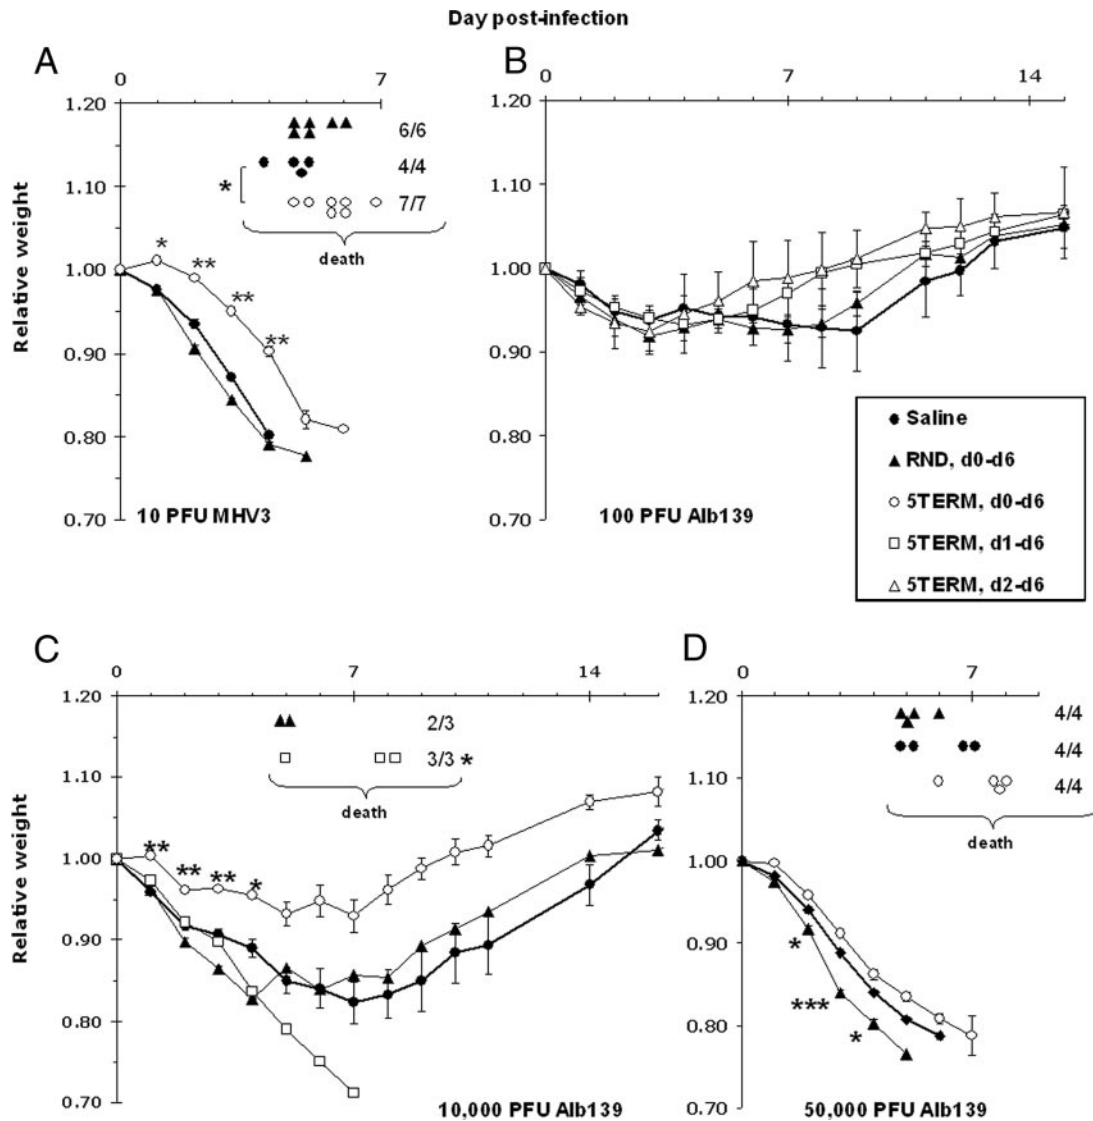 Day post-infection
A
0 7
Relative weight
1.20
1.10
1.00
0.90
0.80
0.70
6/6
4/4
*
7/7
death
* ** ** **
10 PFU MHV3
B
0 7 14
1.20
1.10
1.00
0.90
0.80
0.70
100 PFU Alb139
Saline
RND, d0-d6
5TERM, d0-d6
5TERM, d1-d6
5TERM, d2-d6
C
0 7 14
Relative weight
1.20
1.10
1.00
0.90
0.80
0.70
2/3
3/3 *
death
** ** ** *
10,000 PFU Alb139
D
0 7
1.20
1.10
1.00
0.90
0.80
0.70
4/4
4/4
4/4
death
*
***
*
50,000 PFU Alb139